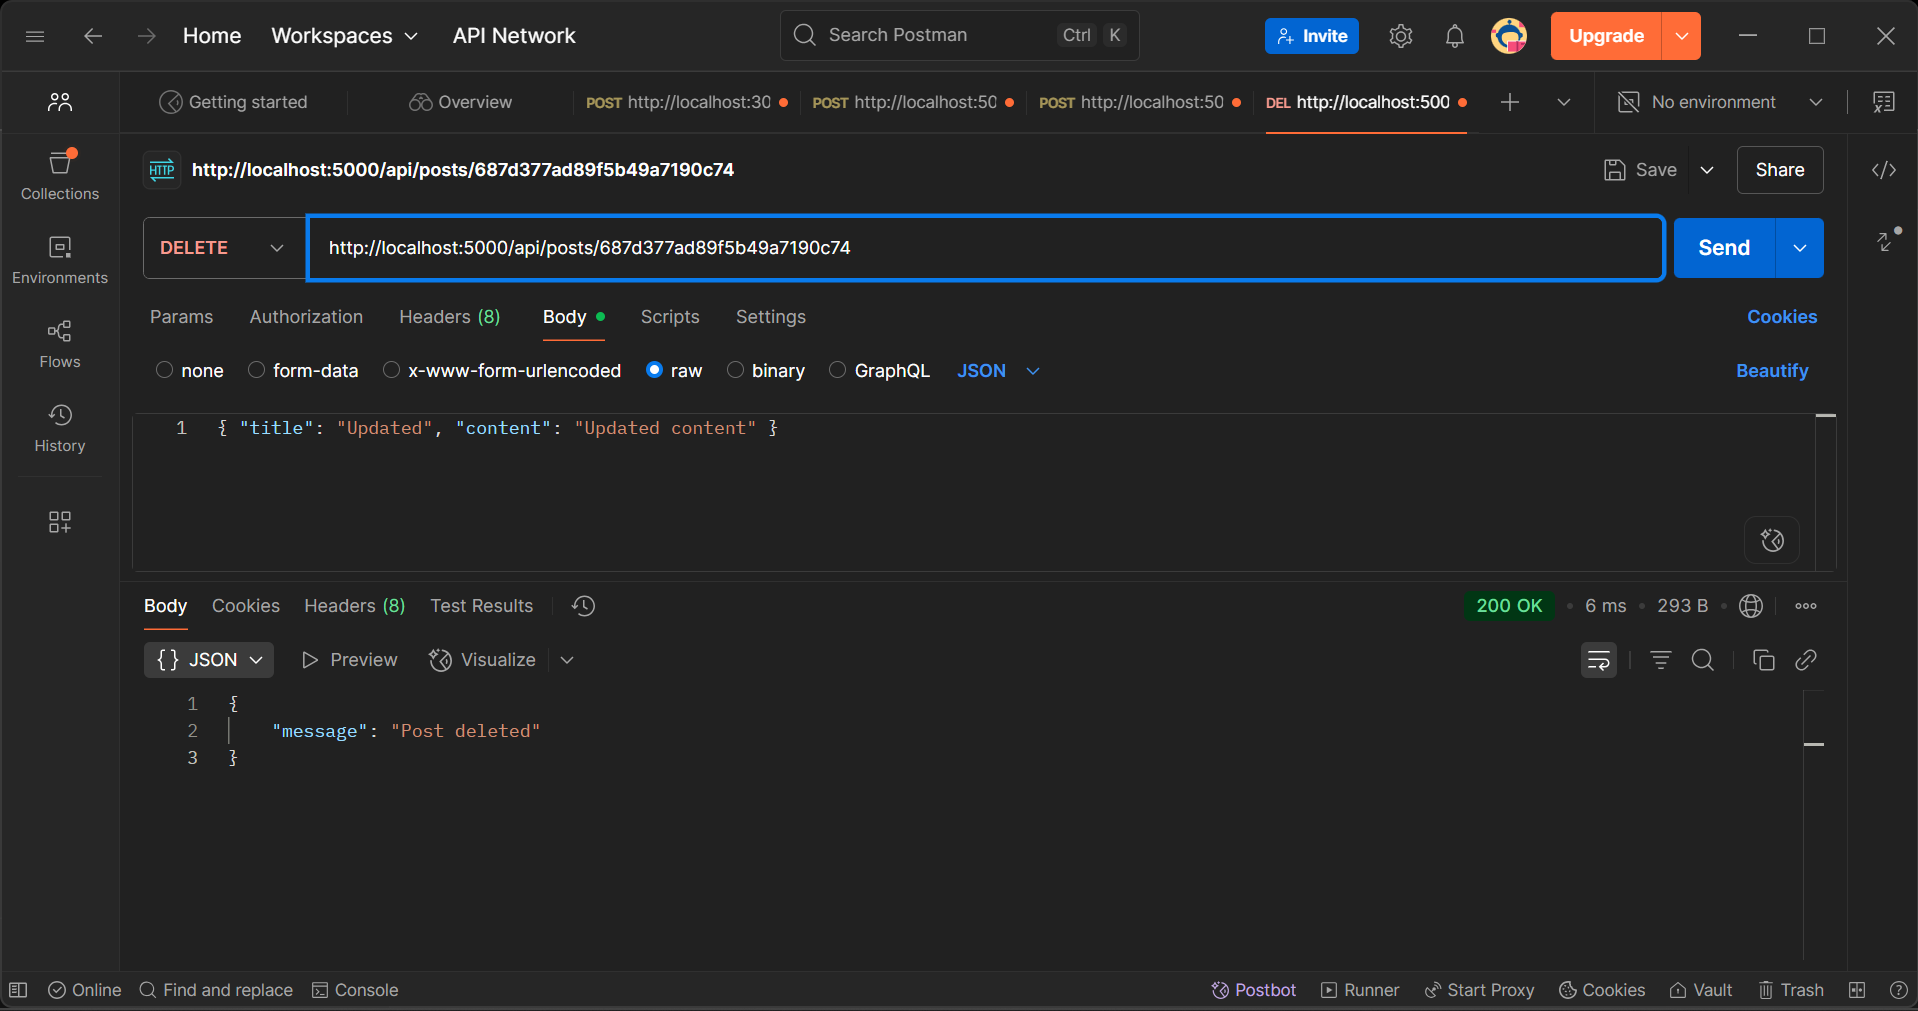 Home Workspaces API Network Search Postman Ctrl K Invite Upgrade
Getting started Overview POST http://localhost:30 POST http://localhost:50 POST http://localhost:50 DEL http://localhost:500 No environment
HTTP http://localhost:5000/api/posts/687d377ad89f5b49a7190c74 Save Share
Collections
DELETE http://localhost:5000/api/posts/687d377ad89f5b49a7190c74 Send
Environments
Params Authorization Headers (8) Body Scripts Settings Cookies
Flows
none form-data x-www-form-urlencoded raw binary GraphQL JSON Beautify
History
1 { "title": "Updated", "content": "Updated content" }
Body Cookies Headers (8) Test Results 200 OK • 6 ms • 293 B •
{} JSON Preview Visualize
1 {
2 "message": "Post deleted"
3 }
Online Find and replace Console Postbot Runner Start Proxy Cookies Vault Trash